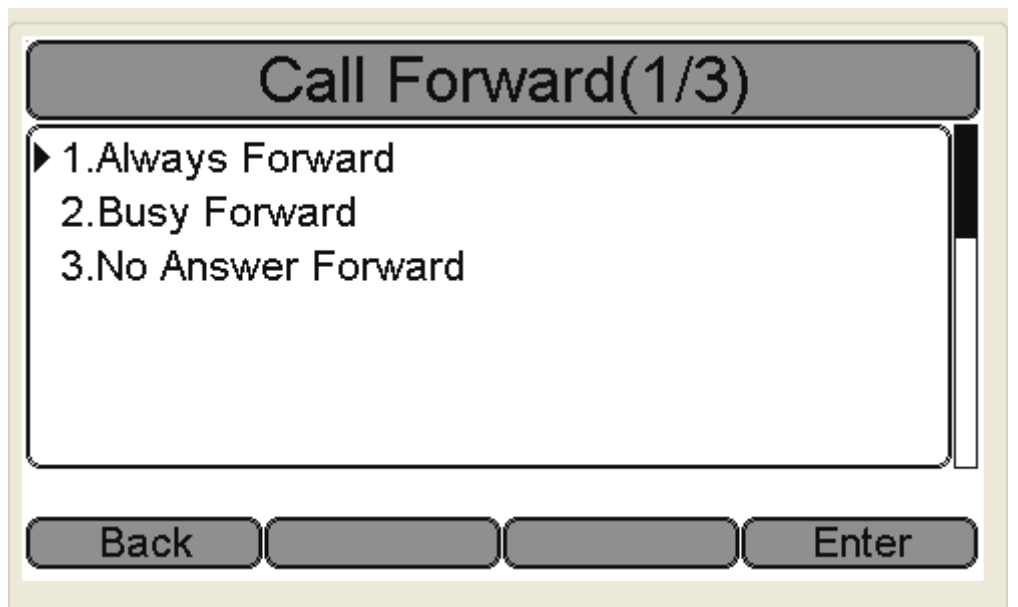 Call Forward(1/3)
1.Always Forward
2.Busy Forward
3.No Answer Forward
Back Enter